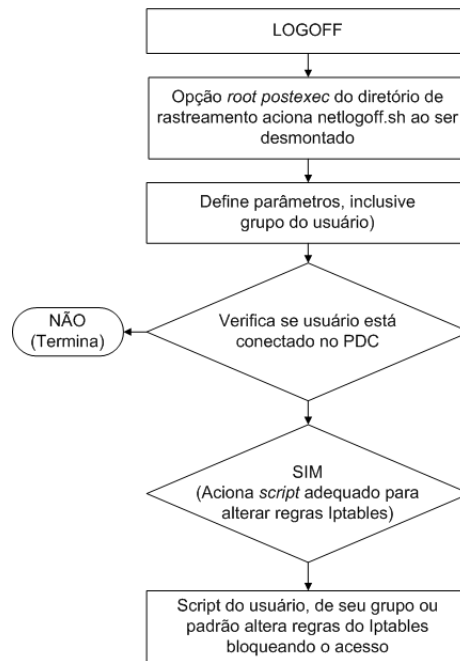 LOGOFF
Opção root postexec do diretório de
rastreamento aciona netlogoff.sh ao ser
desmontado
Define parâmetros, inclusive
grupo do usuário)
NÃO
(Termina)
Verifica se usuário está
conectado no PDC
SIM
(Aciona script adequado para
alterar regras Iptables)
Script do usuário, de seu grupo ou
padrão altera regras do Iptables
bloqueando o acesso